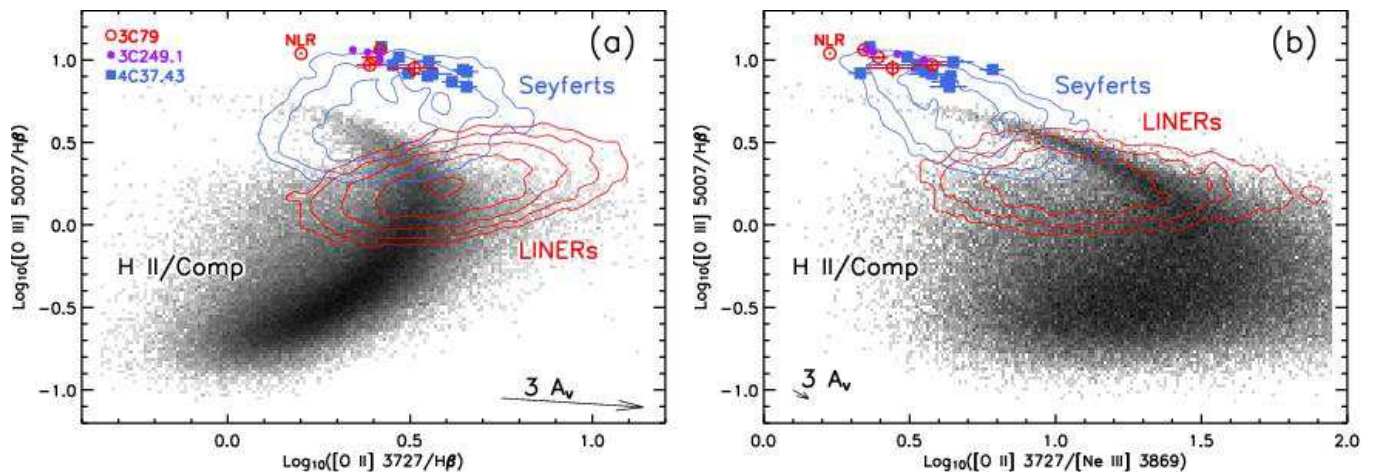 3C79
3C249.1
4C37.43
NLR
(a)
Seyferts
LINERs
H II/Comp
3 Aᵥ
1.0
0.5
0.0
−0.5
−1.0
Log₁₀([O III] 5007/Hβ)
0.0 0.5 1.0
Log₁₀([O II] 3727/Hβ)
NLR
(b)
Seyferts
LINERs
H II/Comp
3 Aᵥ
1.0
0.5
0.0
−0.5
−1.0
Log₁₀([O III] 5007/Hβ)
0.0 0.5 1.0 1.5 2.0
Log₁₀([O II] 3727/[Ne III] 3869)